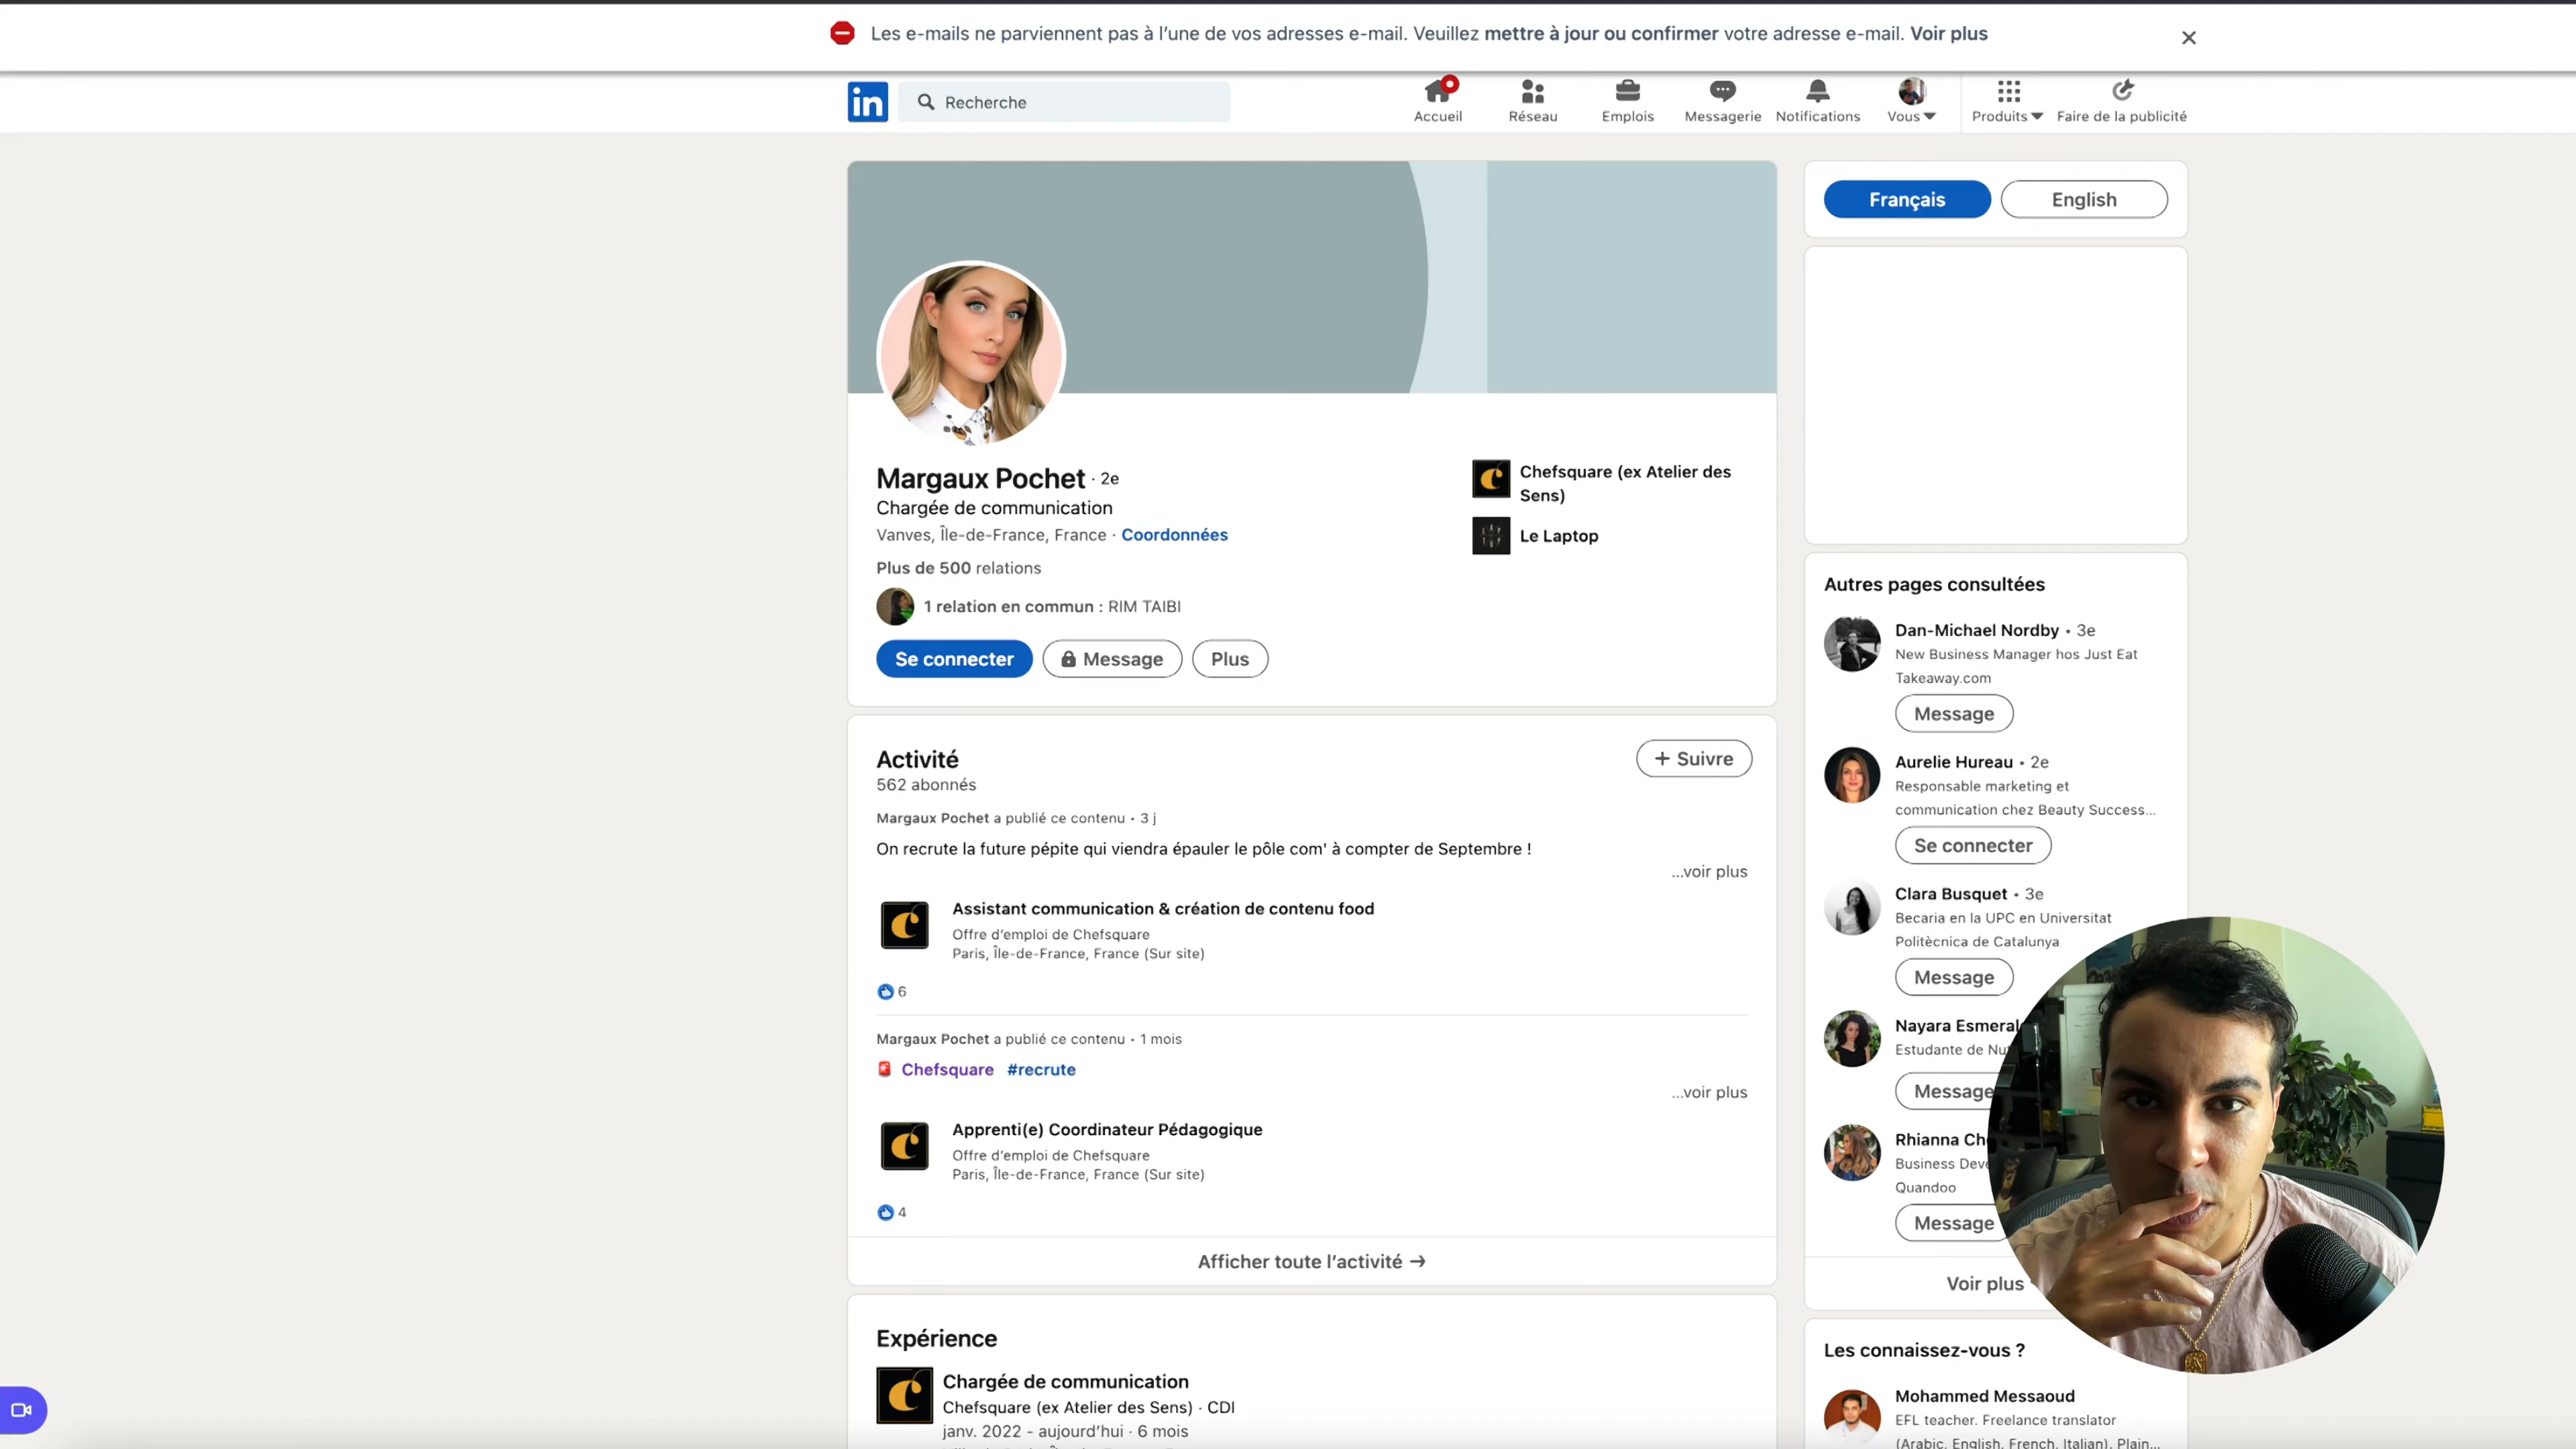 Les e-mails ne parviennent pas à l'une de vos adresses e-mail. Veuillez mettre à jour ou confirmer votre adresse e-mail. Voir plus
in
Recherche
Accueil
Réseau
Emplois
Messagerie
Notifications
Vous
Produits
Faire de la publicité
Français
English
Margaux Pochet · 2e
Chargée de communication
Vanves, Île-de-France, France · Coordonnées
Plus de 500 relations
1 relation en commun : RIM TAIBI
Se connecter
Message
Plus
Chefsquare (ex Atelier des
Sens)
Le Laptop
Activité
562 abonnés
+ Suivre
Margaux Pochet a publié ce contenu • 3 j
On recrute la future pépite qui viendra épauler le pôle com' à compter de Septembre !
...voir plus
Assistant communication & création de contenu food
Offre d'emploi de Chefsquare
Paris, Île-de-France, France (Sur site)
6
Margaux Pochet a publié ce contenu • 1 mois
Chefsquare #recrute
...voir plus
Apprenti(e) Coordinateur Pédagogique
Offre d'emploi de Chefsquare
Paris, Île-de-France, France (Sur site)
4
Afficher toute l'activité →
Expérience
Chargée de communication
Chefsquare (ex Atelier des Sens) · CDI
janv. 2022 - aujourd'hui · 6 mois
Autres pages consultées
Dan-Michael Nordby • 3e
New Business Manager hos Just Eat
Takeaway.com
Message
Aurelie Hureau • 2e
Responsable marketing et
communication chez Beauty Success...
Se connecter
Clara Busquet • 3e
Becaria en la UPC en Universitat
Politècnica de Catalunya
Message
Nayara
Estudante de
Message
Rhianna
Business
Quandoo
Message
Voir plus
Les connaissez-vous ?
Mohammed Messaoud
EFL teacher. Freelance translator
(Arabic, English, French, Italian). Plain...